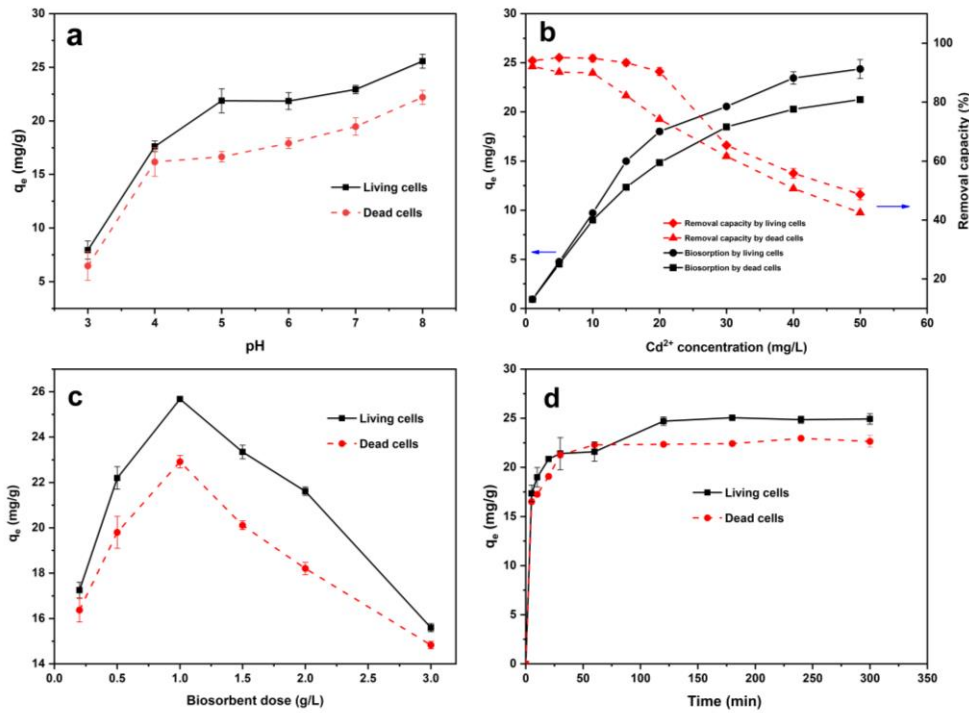 a
30
25
20
15
10
5
qe (mg/g)
Living cells
Dead cells
3 4 5 6 7 8
pH
b
30
25
20
15
10
5
0
qe (mg/g)
100
80
60
40
20
Removal capacity (%)
Removal capacity by living cells
Removal capacity by dead cells
Biosorption by living cells
Biosorption by dead cells
0 10 20 30 40 50 60
Cd²⁺ concentration (mg/L)
c
26
24
22
20
18
16
14
qe (mg/g)
Living cells
Dead cells
0.0 0.5 1.0 1.5 2.0 2.5 3.0
Biosorbent dose (g/L)
d
30
25
20
15
10
5
0
qe (mg/g)
Living cells
Dead cells
0 50 100 150 200 250 300 350
Time (min)